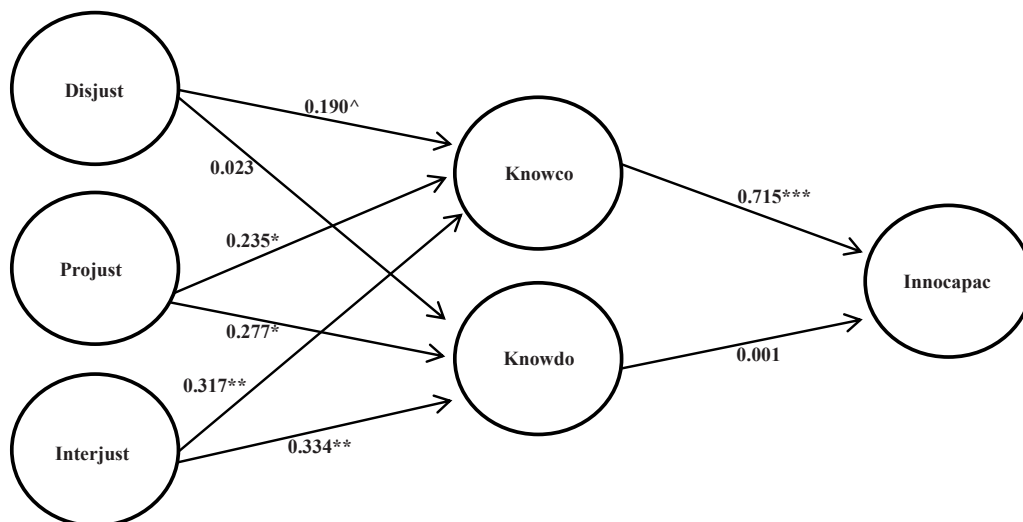 Disjust
0.190^
Knowco
0.023
0.715***
0.235*
Projust
Innocapac
0.277*
Knowdo
0.001
0.317**
0.334**
Interjust